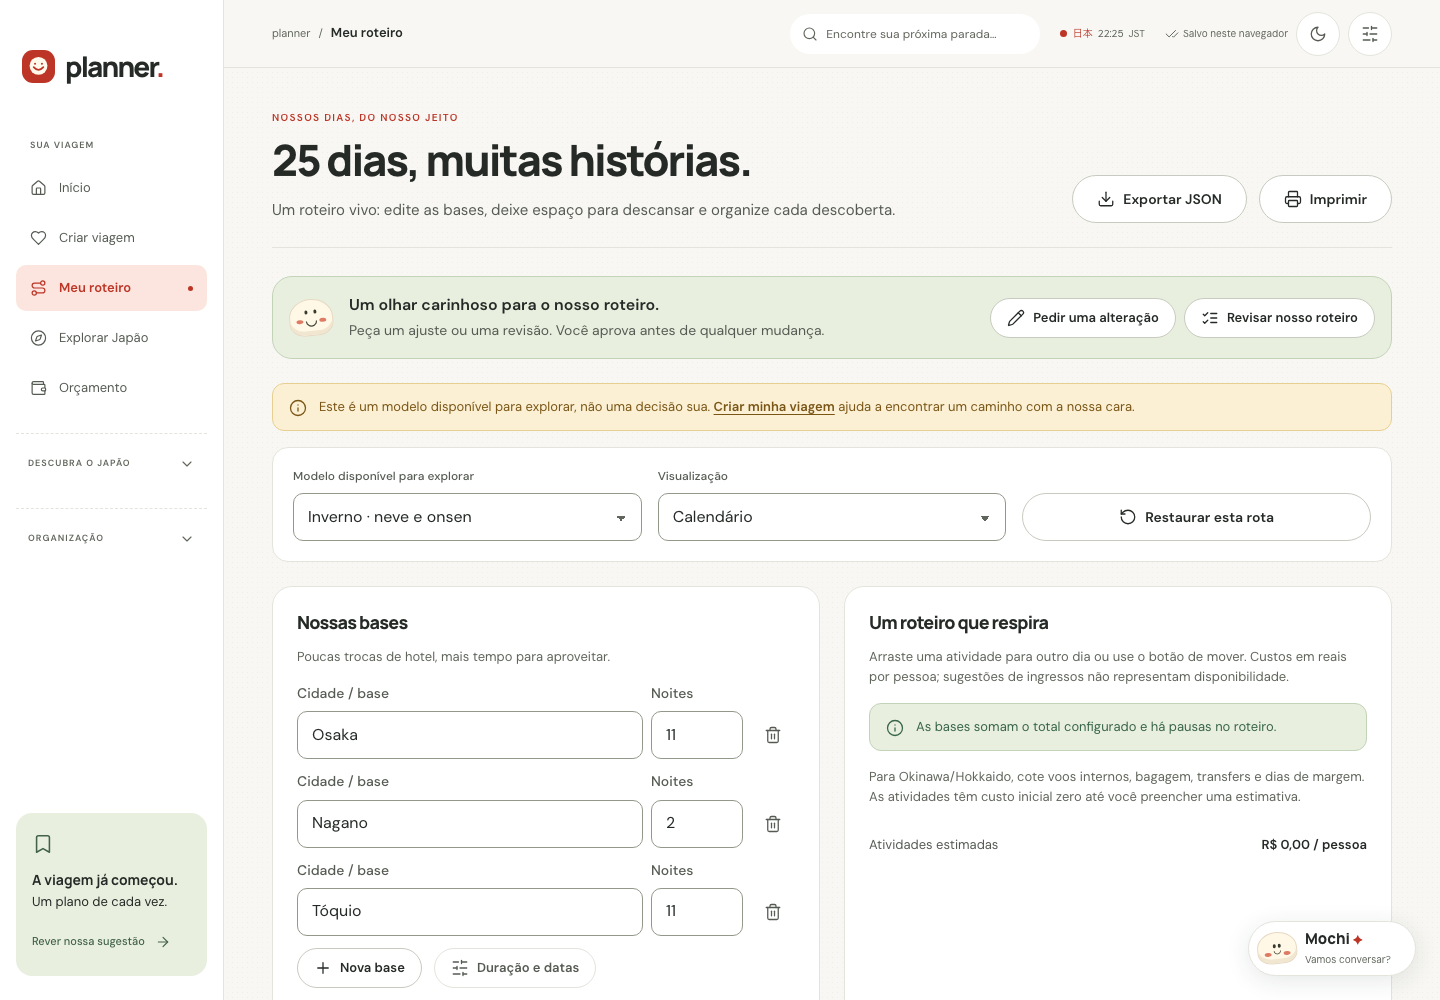 planner.
SUA VIAGEM
Início
Criar viagem
Meu roteiro
Explorar Japão
Orçamento
DESCUBRA O JAPÃO
ORGANIZAÇÃO
A viagem já começou.
Um plano de cada vez.
Rever nossa sugestão
planner / Meu roteiro
Encontre sua próxima parada...
日本 22:25 JST
Salvo neste navegador
NOSSOS DIAS, DO NOSSO JEITO
25 dias, muitas histórias.
Um roteiro vivo: edite as bases, deixe espaço para descansar e organize cada descoberta.
Exportar JSON
Imprimir
Um olhar carinhoso para o nosso roteiro.
Peça um ajuste ou uma revisão. Você aprova antes de qualquer mudança.
Pedir uma alteração
Revisar nosso roteiro
Este é um modelo disponível para explorar, não uma decisão sua. Criar minha viagem ajuda a encontrar um caminho com a nossa cara.
Modelo disponível para explorar
Inverno · neve e onsen
Visualização
Calendário
Restaurar esta rota
Nossas bases
Poucas trocas de hotel, mais tempo para aproveitar.
Cidade / base Noites
Osaka 11
Cidade / base Noites
Nagano 2
Cidade / base Noites
Tóquio 11
Nova base
Duração e datas
Um roteiro que respira
Arraste uma atividade para outro dia ou use o botão de mover. Custos em reais
por pessoa; sugestões de ingressos não representam disponibilidade.
As bases somam o total configurado e há pausas no roteiro.
Para Okinawa/Hokkaido, cote voos internos, bagagem, transfers e dias de margem.
As atividades têm custo inicial zero até você preencher uma estimativa.
Atividades estimadas R$ 0,00 / pessoa
Mochi
Vamos conversar?